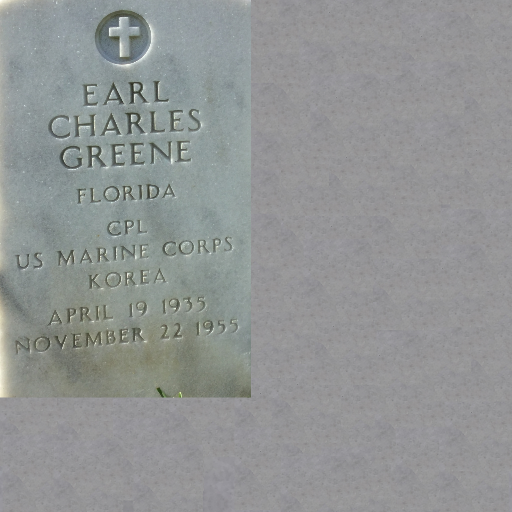 EARL
CHARLES
GREENE
FLORIDA
CPL
US MARINE CORPS
KOREA
APRIL 19 1935
NOVEMBER 22 1955